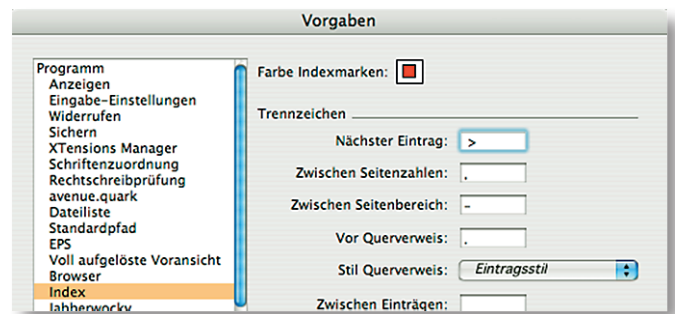 Vorgaben
Programm
Anzeigen
Eingabe-Einstellungen
Widerrufen
Sichern
XTensions Manager
Schriftenzuordnung
Rechtschreibprüfung
avenue.quark
Dateiliste
Standardpfad
EPS
Voll aufgelöste Voransicht
Browser
Index
Jabberwocky
Farbe Indexmarken:
Trennzeichen
Nächster Eintrag: >
Zwischen Seitenzahlen: ,
Zwischen Seitenbereich: -
Vor Querverweis: .
Stil Querverweis: Eintragsstil
Zwischen Einträgen: